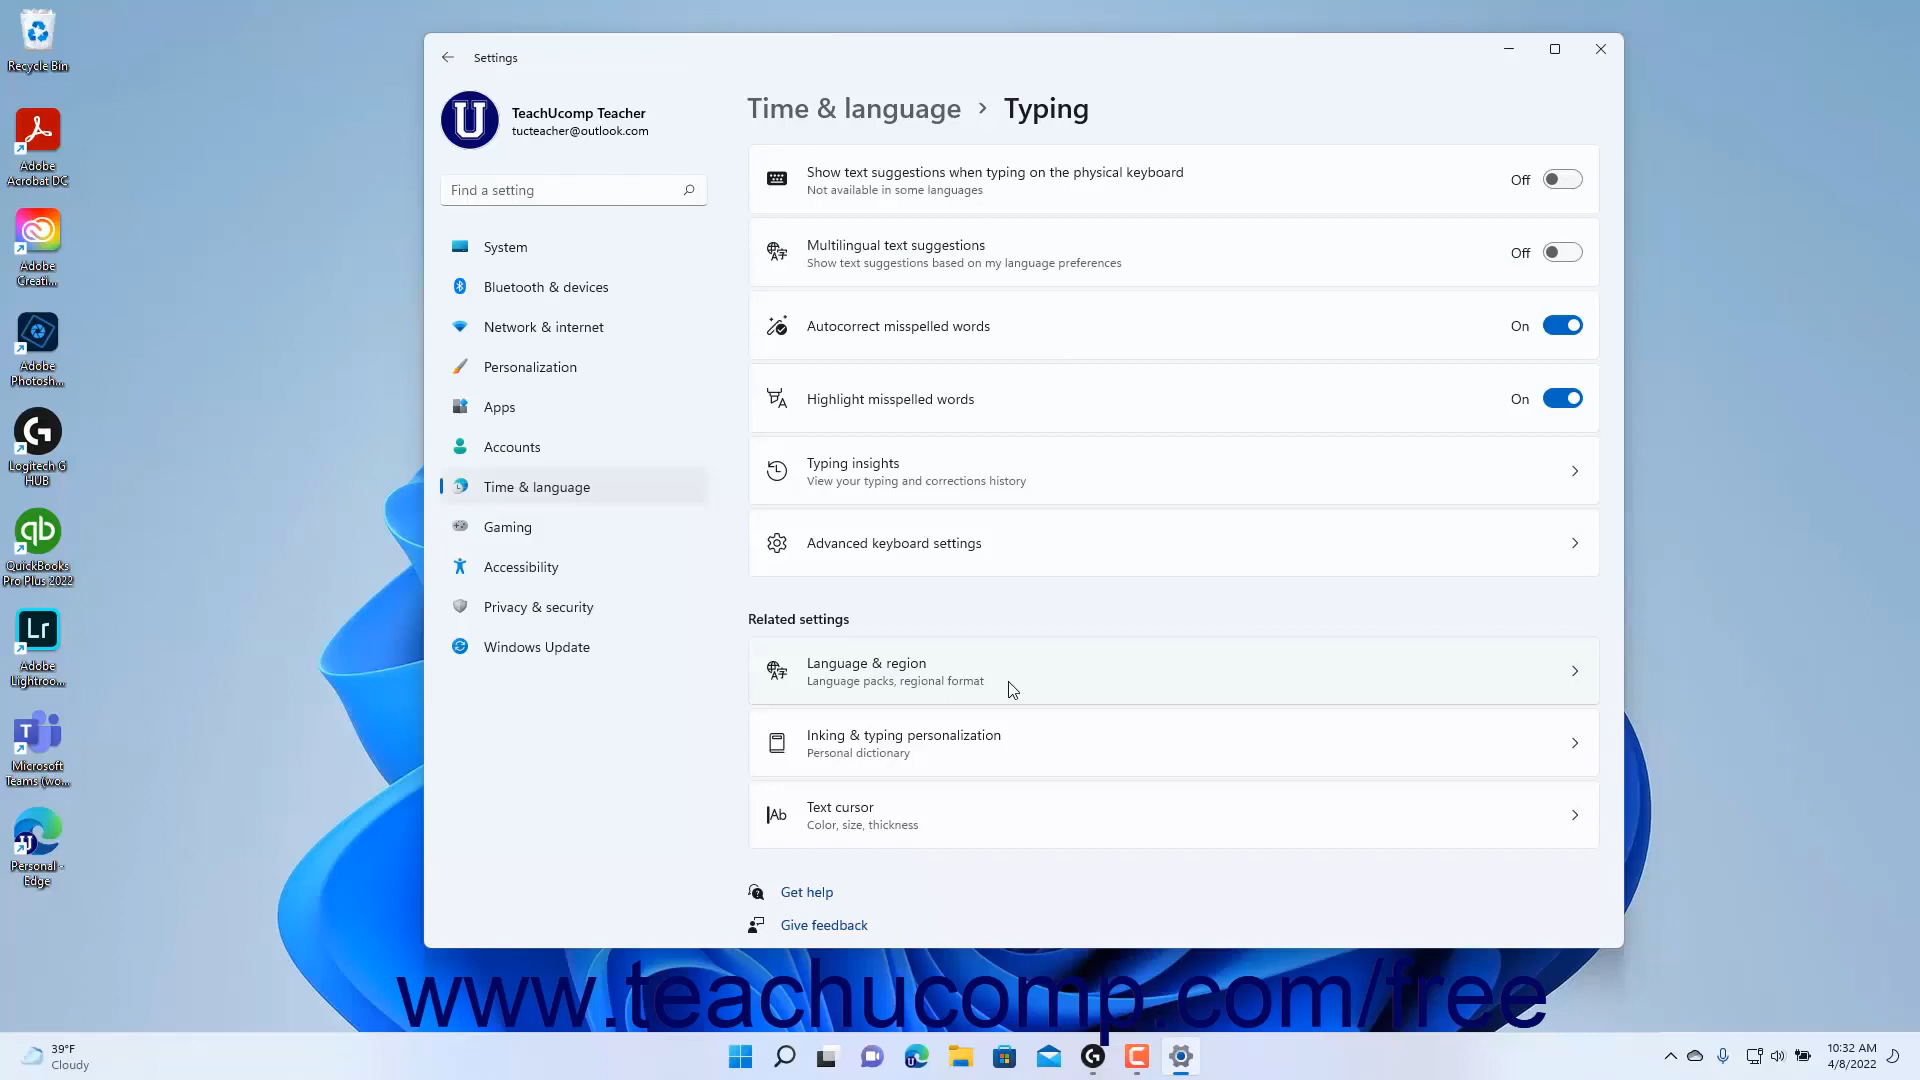 Recycle Bin
Adobe
Acrobat DC
Adobe
Creati...
Adobe
Photosh...
Logitech G
HUB
QuickBooks
Pro Plus 2022
Lr
Adobe
Lightroo...
T
Microsoft
Teams (wo...
Personal -
Edge
Settings
U
TeachUcomp Teacher
tucteacher@outlook.com
Find a setting
System
Bluetooth & devices
Network & internet
Personalization
Apps
Accounts
Time & language
Gaming
Accessibility
Privacy & security
Windows Update
Time & language > Typing
Show text suggestions when typing on the physical keyboard
Not available in some languages
Off
Multilingual text suggestions
Show text suggestions based on my language preferences
Off
Autocorrect misspelled words
On
Highlight misspelled words
On
Typing insights
View your typing and corrections history
Advanced keyboard settings
Related settings
Language & region
Language packs, regional format
Inking & typing personalization
Personal dictionary
Text cursor
Color, size, thickness
Get help
Give feedback
www.teachucomp.com/free
39°F
Cloudy
10:32 AM
4/8/2022